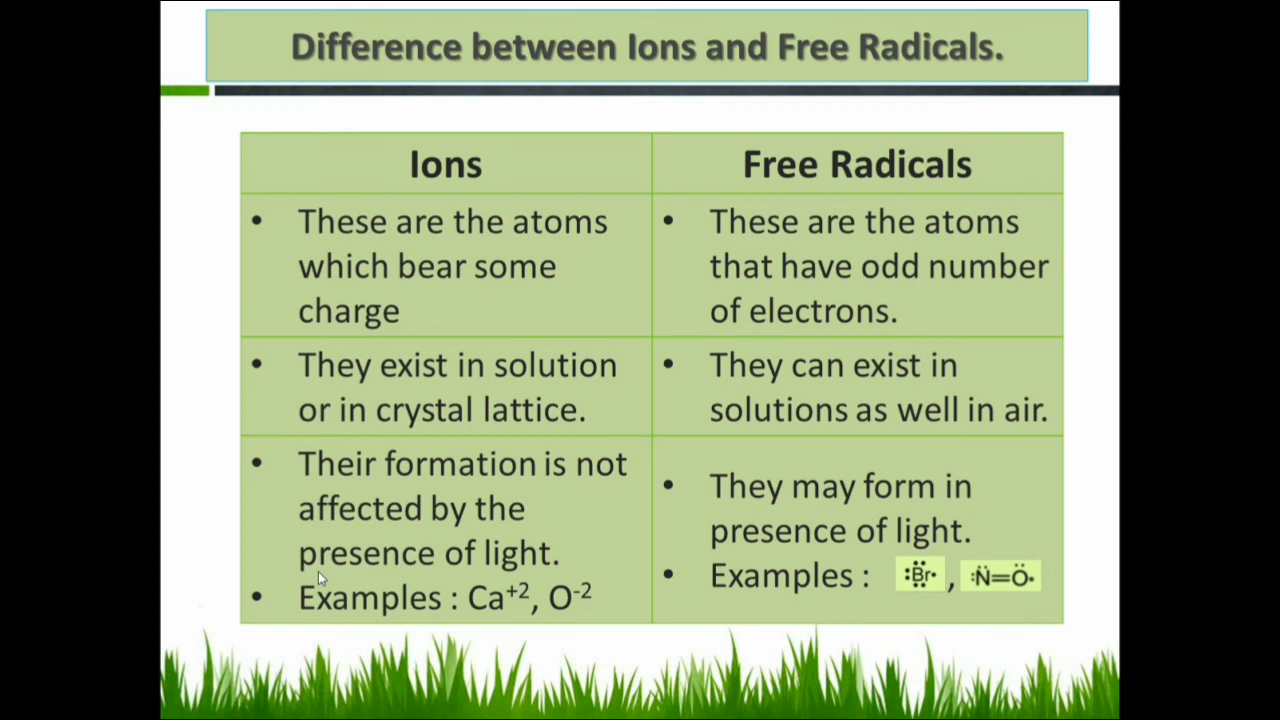 Difference between Ions and Free Radicals.
Ions
Free Radicals
• These are the atoms
which bear some
charge
• These are the atoms
that have odd number
of electrons.
• They exist in solution
or in crystal lattice.
• They can exist in
solutions as well in air.
• Their formation is not
affected by the
presence of light.
• Examples : Ca⁺², O⁻²
• They may form in
presence of light.
• Examples : :Br·, :N=O·